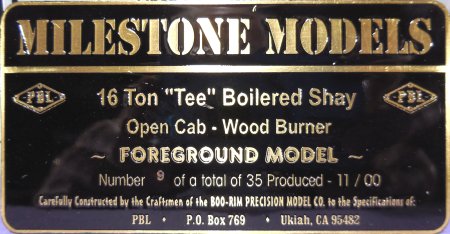 MILESTONE MODELS
PBL PBL
16 Ton "Tee" Boilered Shay
Open Cab - Wood Burner
~ FOREGROUND MODEL ~
Number 9 of a total of 35 Produced - 11 / 00
Carefully Constructed by the Craftsmen of the BOO-RIM PRECISION MODEL CO. to the Specifications of:
PBL • P.O. Box 769 • Ukiah, CA 95482